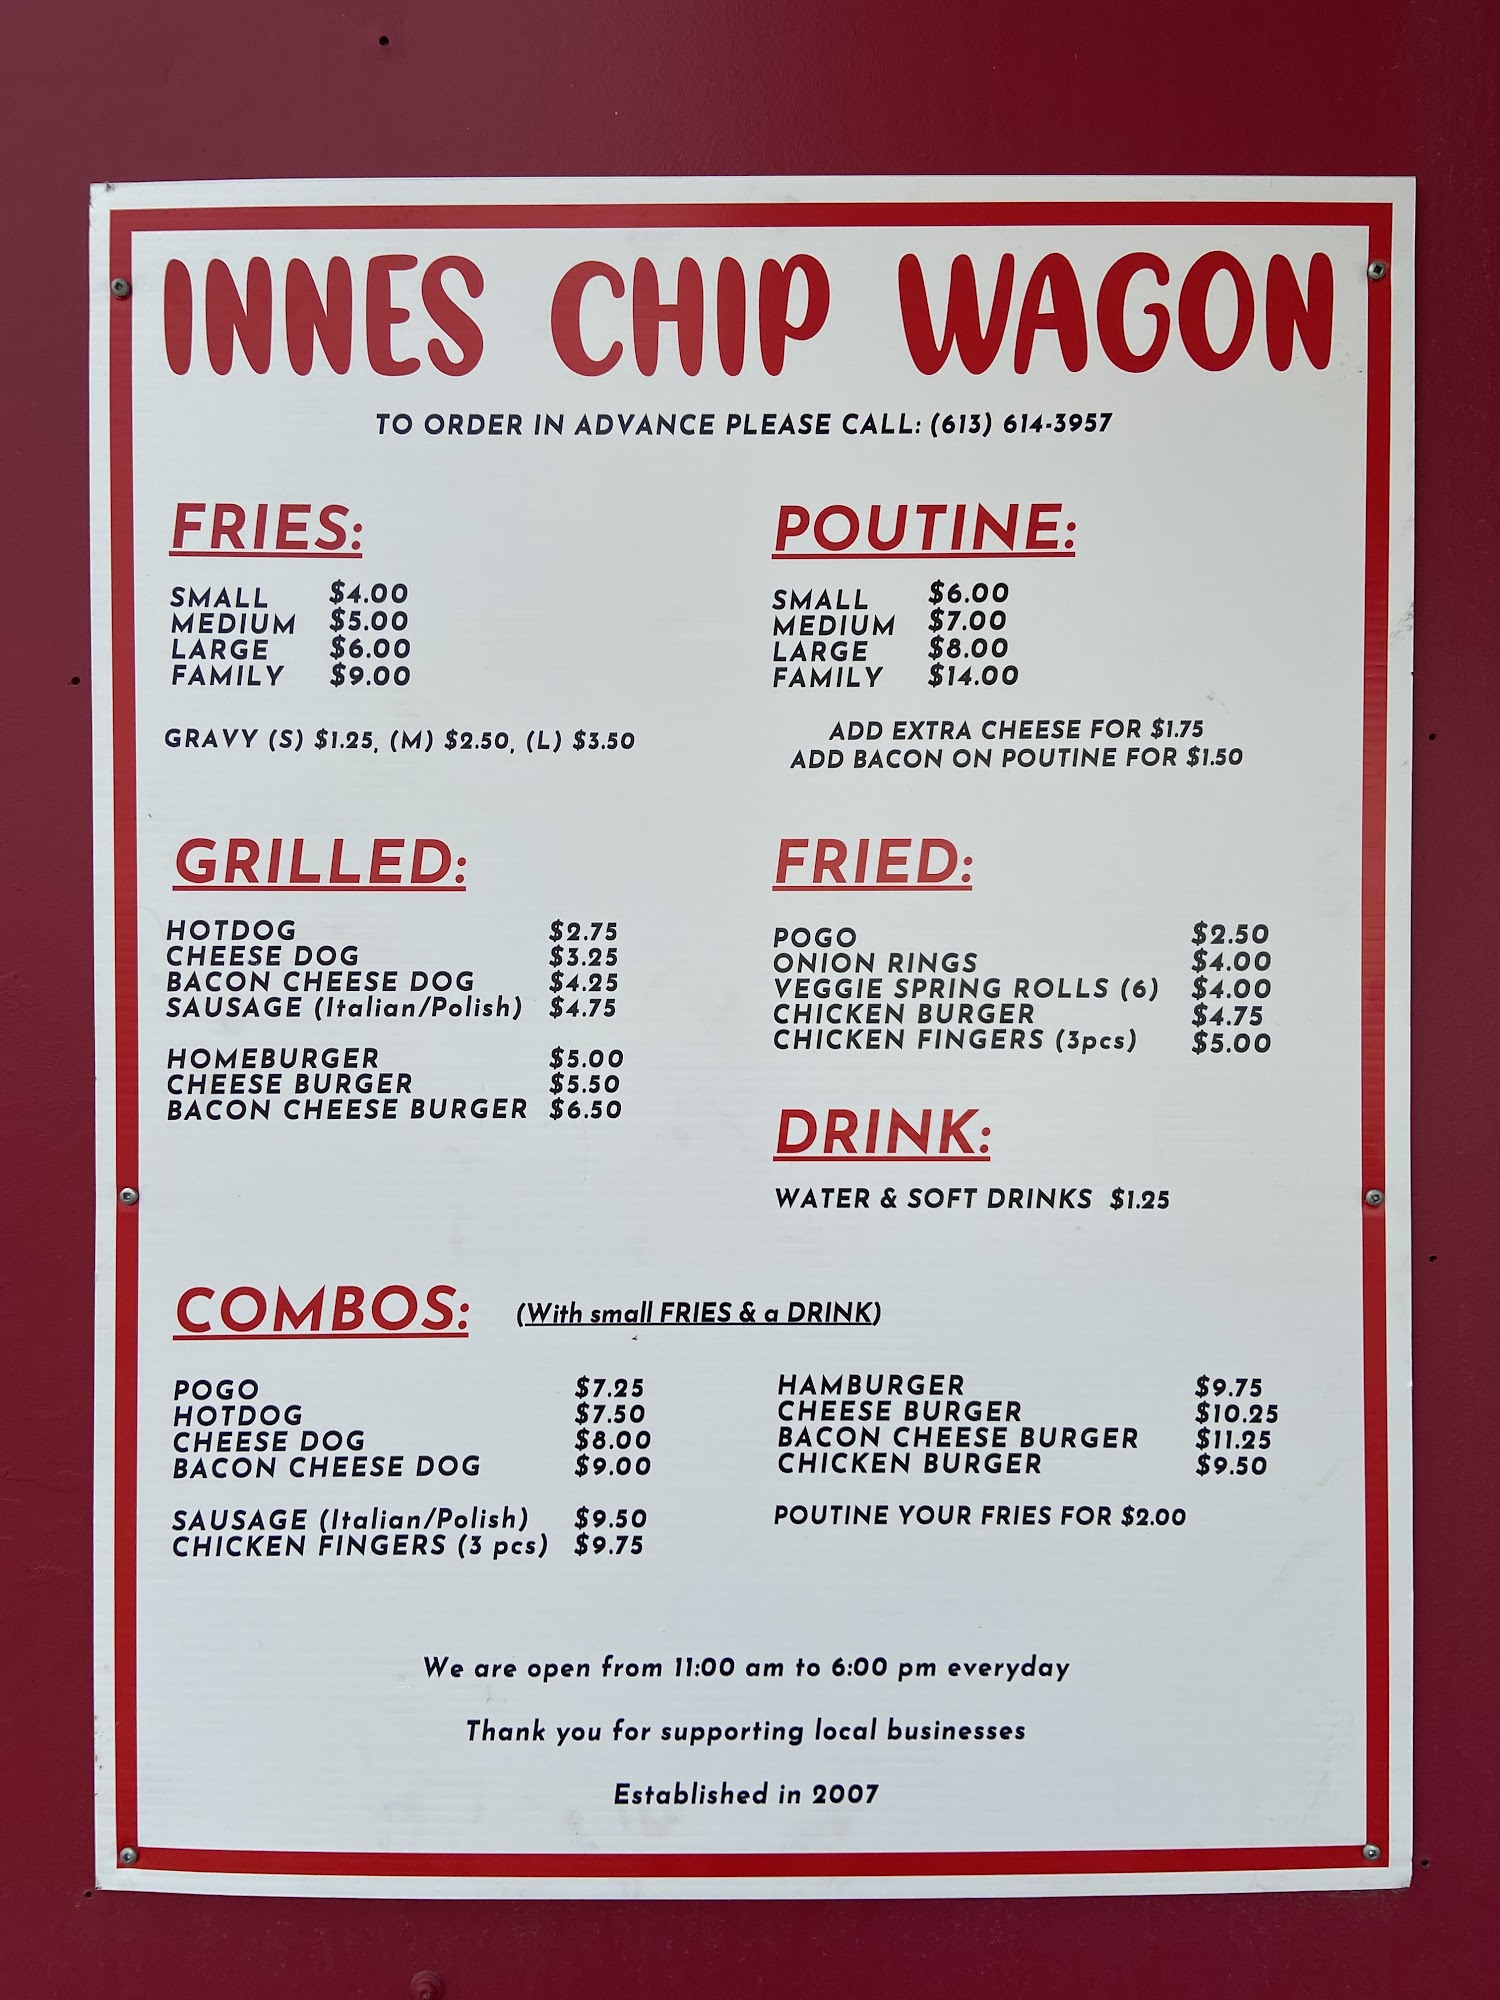 INNES CHIP WAGON
TO ORDER IN ADVANCE PLEASE CALL: (613) 614-3957
FRIES:
SMALL $4.00
MEDIUM $5.00
LARGE $6.00
FAMILY $9.00
GRAVY (S) $1.25, (M) $2.50, (L) $3.50
POUTINE:
SMALL $6.00
MEDIUM $7.00
LARGE $8.00
FAMILY $14.00
ADD EXTRA CHEESE FOR $1.75
ADD BACON ON POUTINE FOR $1.50
GRILLED:
HOTDOG $2.75
CHEESE DOG $3.25
BACON CHEESE DOG $4.25
SAUSAGE (Italian/Polish) $4.75
HOMEBURGER $5.00
CHEESE BURGER $5.50
BACON CHEESE BURGER $6.50
FRIED:
POGO $2.50
ONION RINGS $4.00
VEGGIE SPRING ROLLS (6) $4.00
CHICKEN BURGER $4.75
CHICKEN FINGERS (3pcs) $5.00
DRINK:
WATER & SOFT DRINKS $1.25
COMBOS: (With small FRIES & a DRINK)
POGO $7.25
HOTDOG $7.50
CHEESE DOG $8.00
BACON CHEESE DOG $9.00
SAUSAGE (Italian/Polish) $9.50
CHICKEN FINGERS (3 pcs) $9.75
HAMBURGER $9.75
CHEESE BURGER $10.25
BACON CHEESE BURGER $11.25
CHICKEN BURGER $9.50
POUTINE YOUR FRIES FOR $2.00
We are open from 11:00 am to 6:00 pm everyday
Thank you for supporting local businesses
Established in 2007